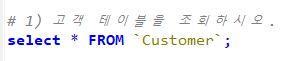 # 1) 고객 테이블을 조회하시오.
select * FROM `Customer`;